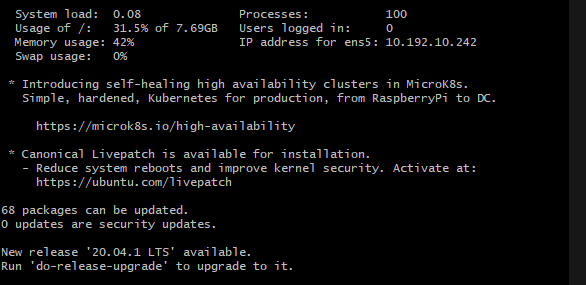 System load:  0.08               Processes:           100
Usage of /:   31.5% of 7.69GB   Users logged in:     0
Memory usage: 42%                IP address for ens5: 10.192.10.242
Swap usage:   0%
* Introducing self-healing high availability clusters in MicroK8s.
Simple, hardened, Kubernetes for production, from RaspberryPi to DC.
https://microk8s.io/high-availability
* Canonical Livepatch is available for installation.
- Reduce system reboots and improve kernel security. Activate at:
https://ubuntu.com/livepatch
68 packages can be updated.
0 updates are security updates.
New release '20.04.1 LTS' available.
Run 'do-release-upgrade' to upgrade to it.